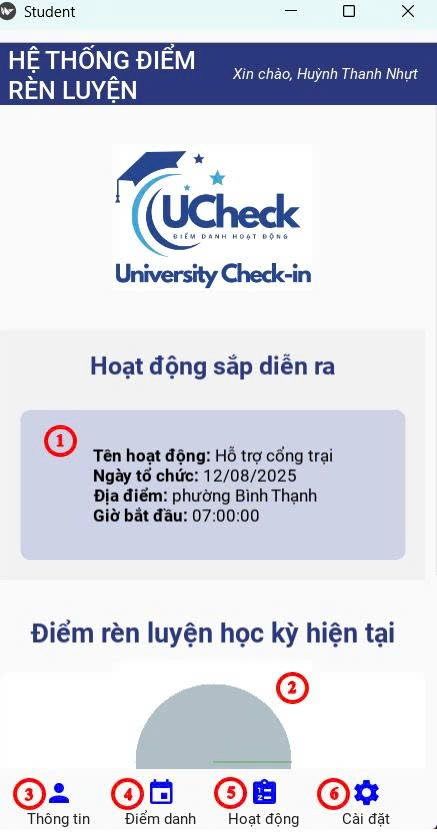 Student
HỆ THỐNG ĐIỂM
RÈN LUYỆN
Xin chào, Huỳnh Thanh Nhựt
UCheck
ĐIỂM DANH HOẠT ĐỘNG
University Check-in
Hoạt động sắp diễn ra
1
Tên hoạt động: Hỗ trợ cổng trại
Ngày tổ chức: 12/08/2025
Địa điểm: phường Bình Thạnh
Giờ bắt đầu: 07:00:00
Điểm rèn luyện học kỳ hiện tại
2
3 4 5 6
Thông tin Điểm danh Hoạt động Cài đặt